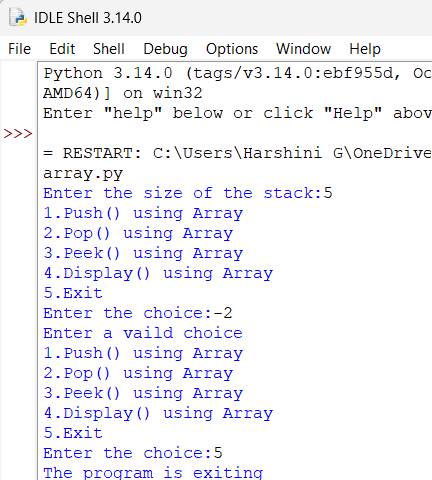 IDLE Shell 3.14.0
File Edit Shell Debug Options Window Help
Python 3.14.0 (tags/v3.14.0:ebf955d, Oc
AMD64)] on win32
Enter "help" below or click "Help" abov
>>>
= RESTART: C:\Users\Harshini G\OneDrive
array.py
Enter the size of the stack:5
1.Push() using Array
2.Pop() using Array
3.Peek() using Array
4.Display() using Array
5.Exit
Enter the choice:-2
Enter a vaild choice
1.Push() using Array
2.Pop() using Array
3.Peek() using Array
4.Display() using Array
5.Exit
Enter the choice:5
The program is exiting